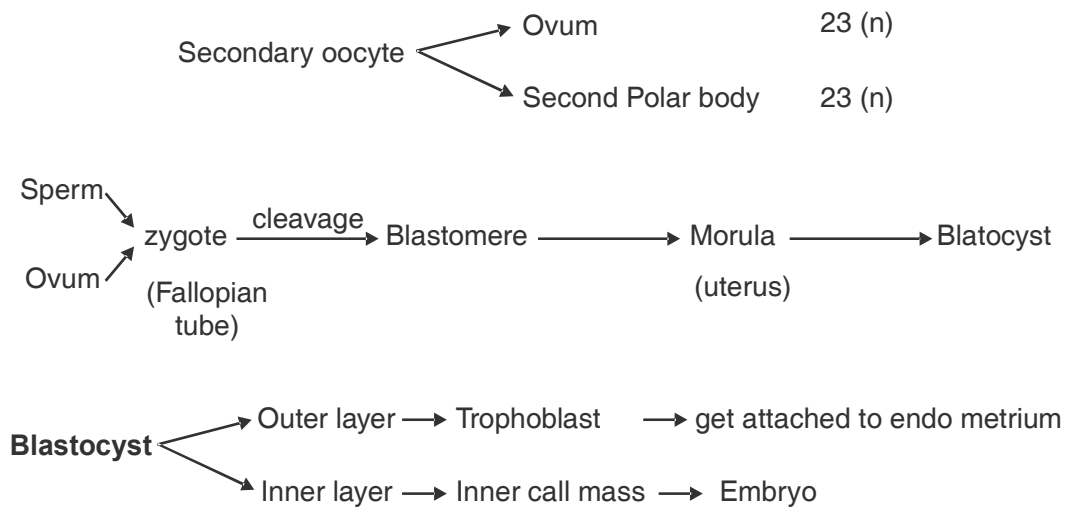 Ovum 23 (n)
Secondary oocyte
Second Polar body 23 (n)
Sperm
cleavage
zygote Blastomere Morula Blatocyst
Ovum
(Fallopian
tube)
(uterus)
Outer layer Trophoblast get attached to endo metrium
Blastocyst
Inner layer Inner call mass Embryo